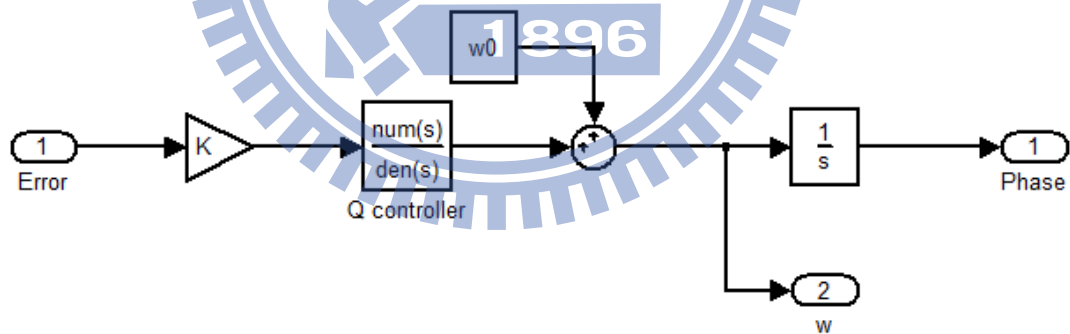 1896
w0
1
Error
K
num(s)
den(s)
Q controller
1
s
1
Phase
2
w